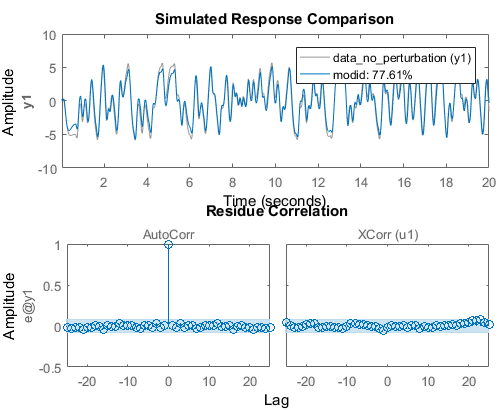 Simulated Response Comparison
10
5
0
-5
-10
Amplitude
y1
data_no_perturbation (y1)
modid: 77.61%
2 4 6 8 10 12 14 16 18 20
Time (seconds)
Residue Correlation
AutoCorr XCorr (u1)
1
0.5
0
-0.5
Amplitude
e@y1
-20 -10 0 10 20 -20 -10 0 10 20
Lag